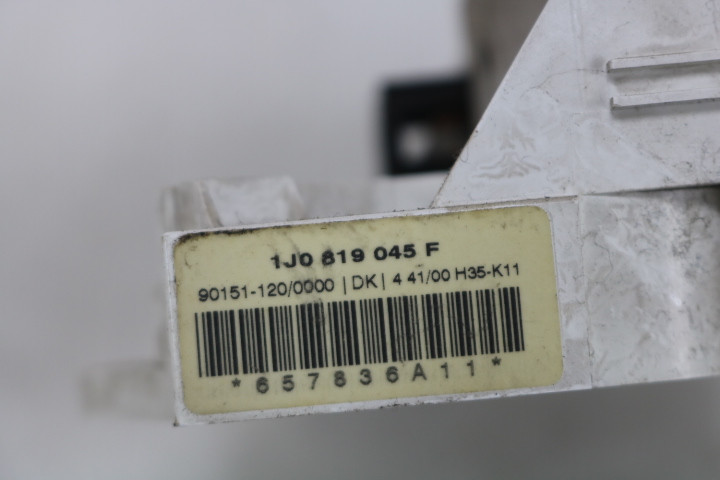 1J0 819 045 F
90151-120/0000 | DK | 4 41/00 H35-K11
*657836A11*